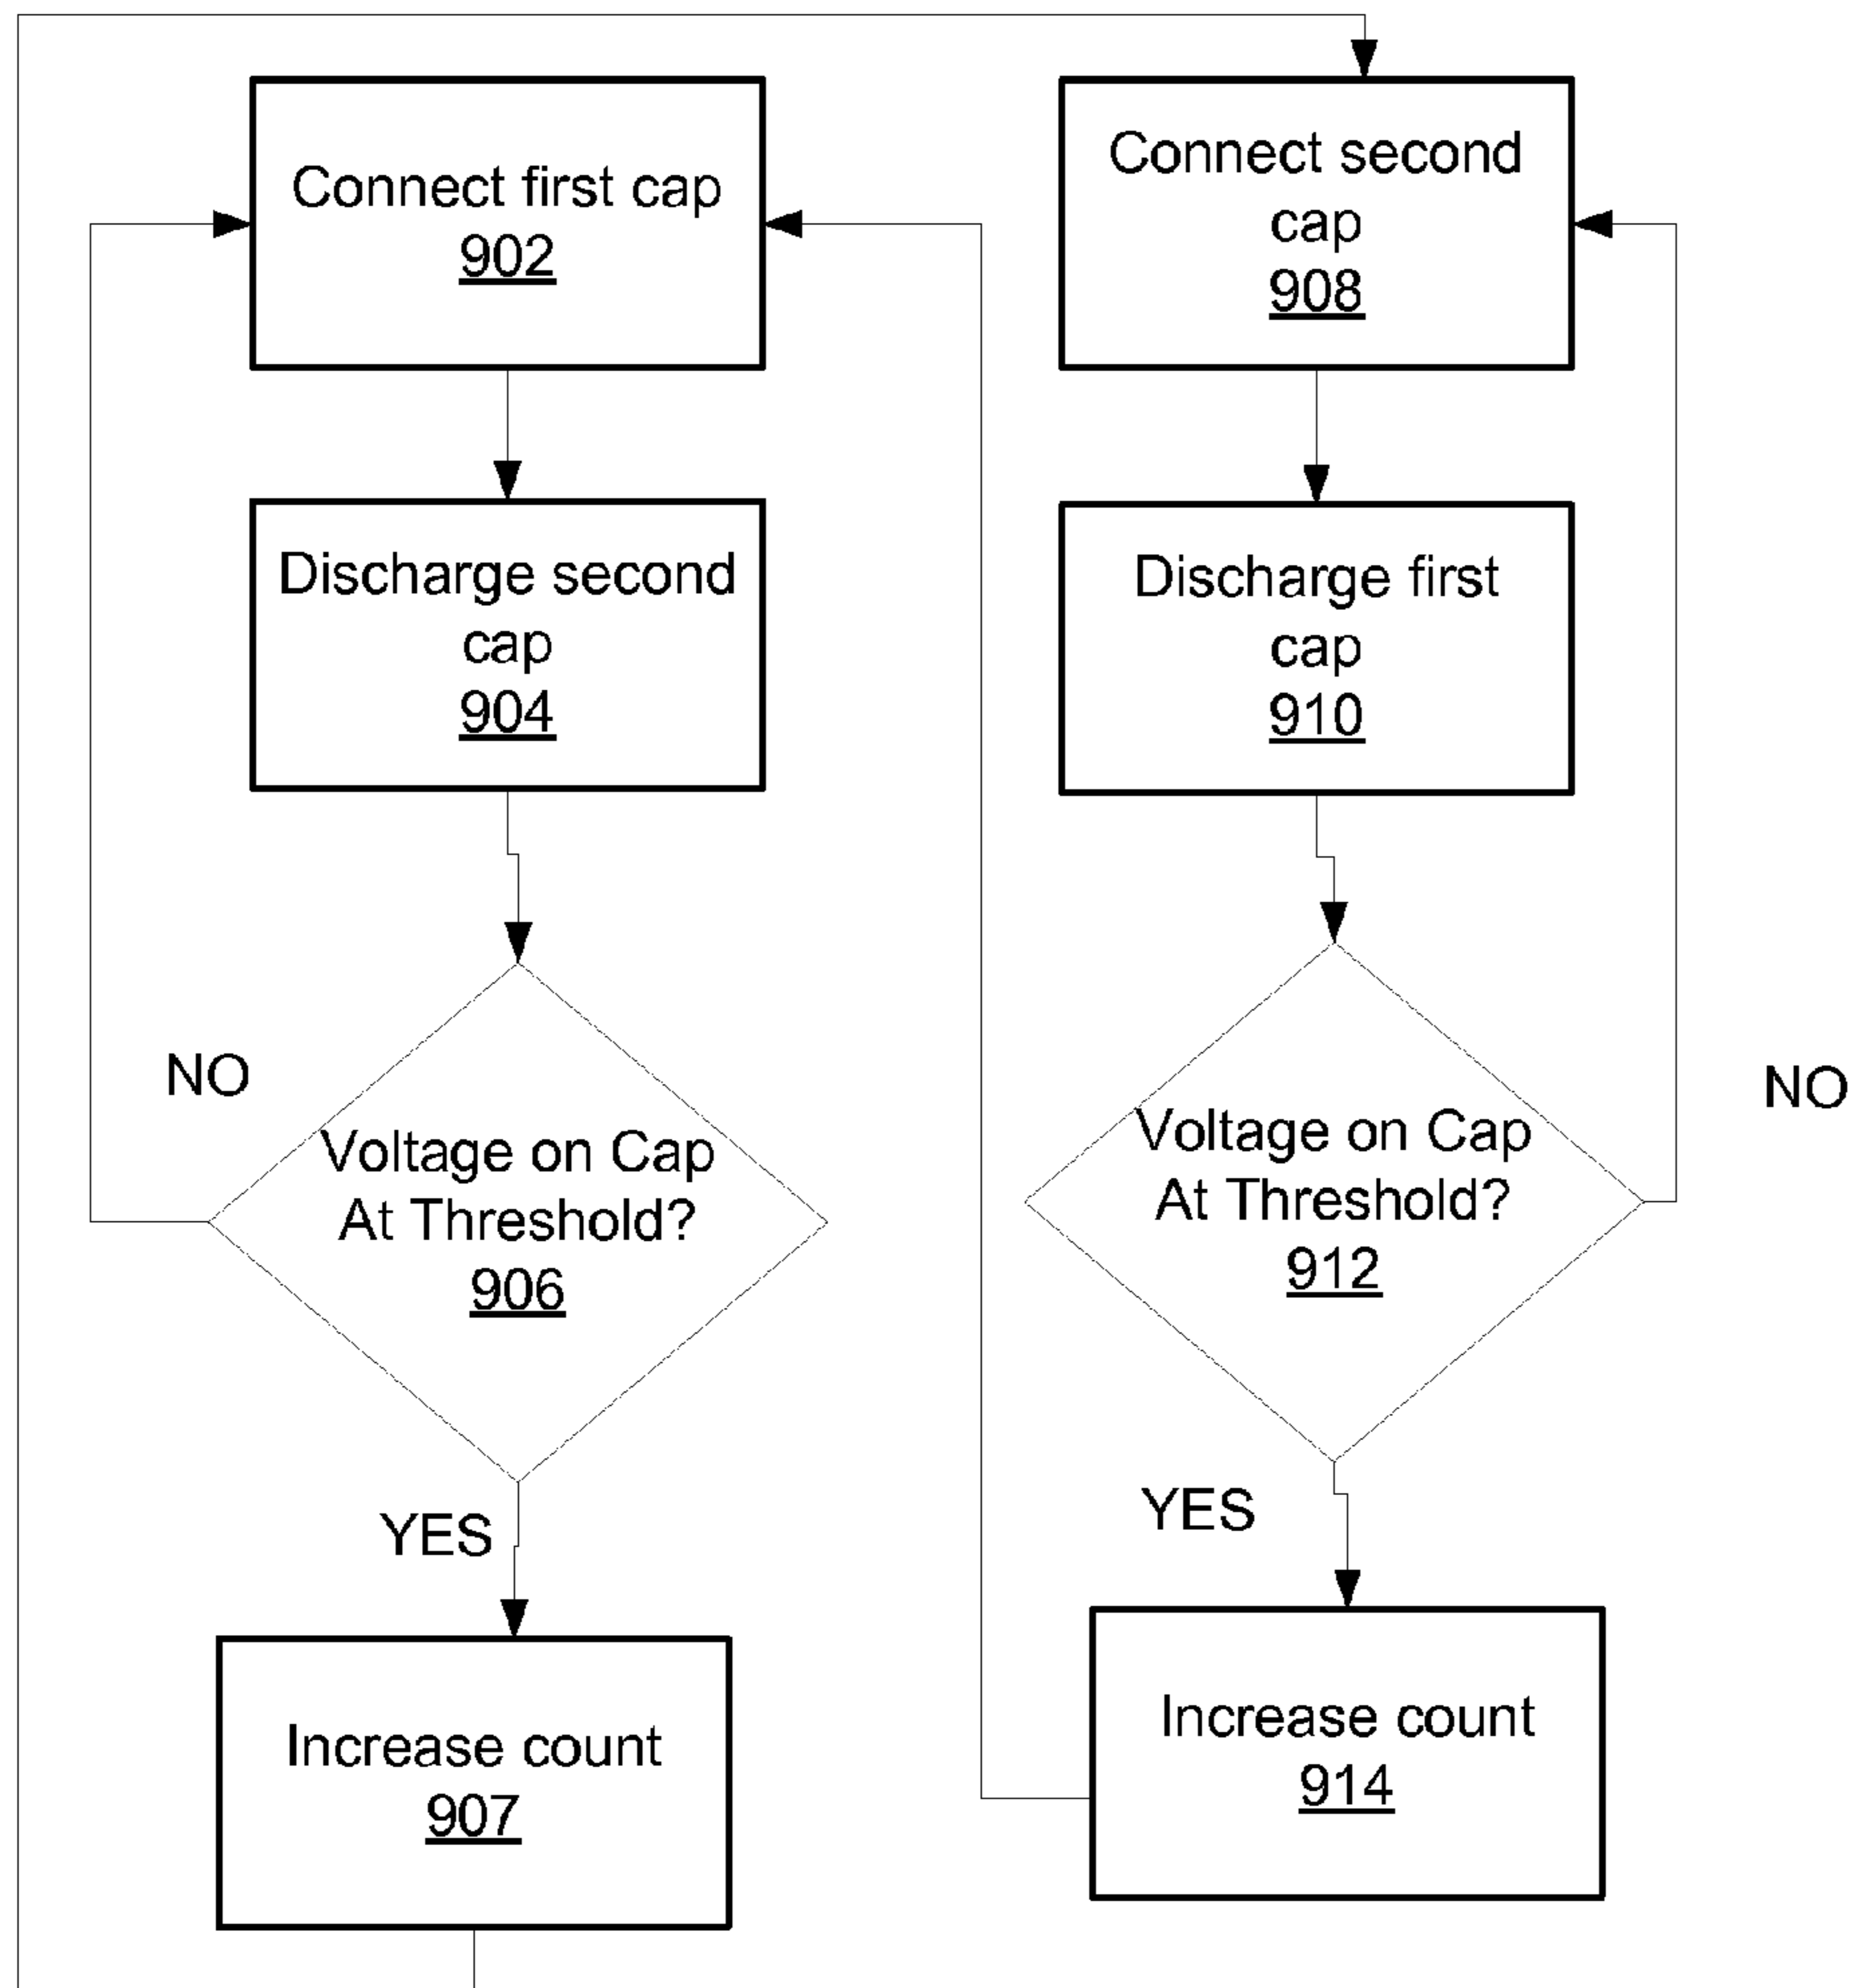 Connect first cap
902
Discharge second
cap
904
NO
Voltage on Cap
At Threshold?
906
YES
Increase count
907
Connect second
cap
908
Discharge first
cap
910
Voltage on Cap
At Threshold?
912
NO
YES
Increase count
914